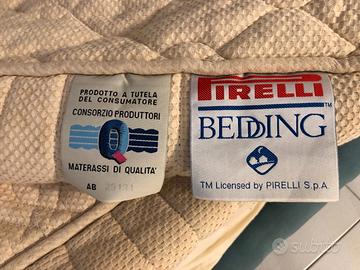 PRODOTTO A TUTELA
DEL CONSUMATORE
CONSORZIO PRODUTTORI
MATERASSI DI QUALITA'
AB
PIRELLI
BEDDING
TM
TM Licensed by PIRELLI S.p.A.
subito